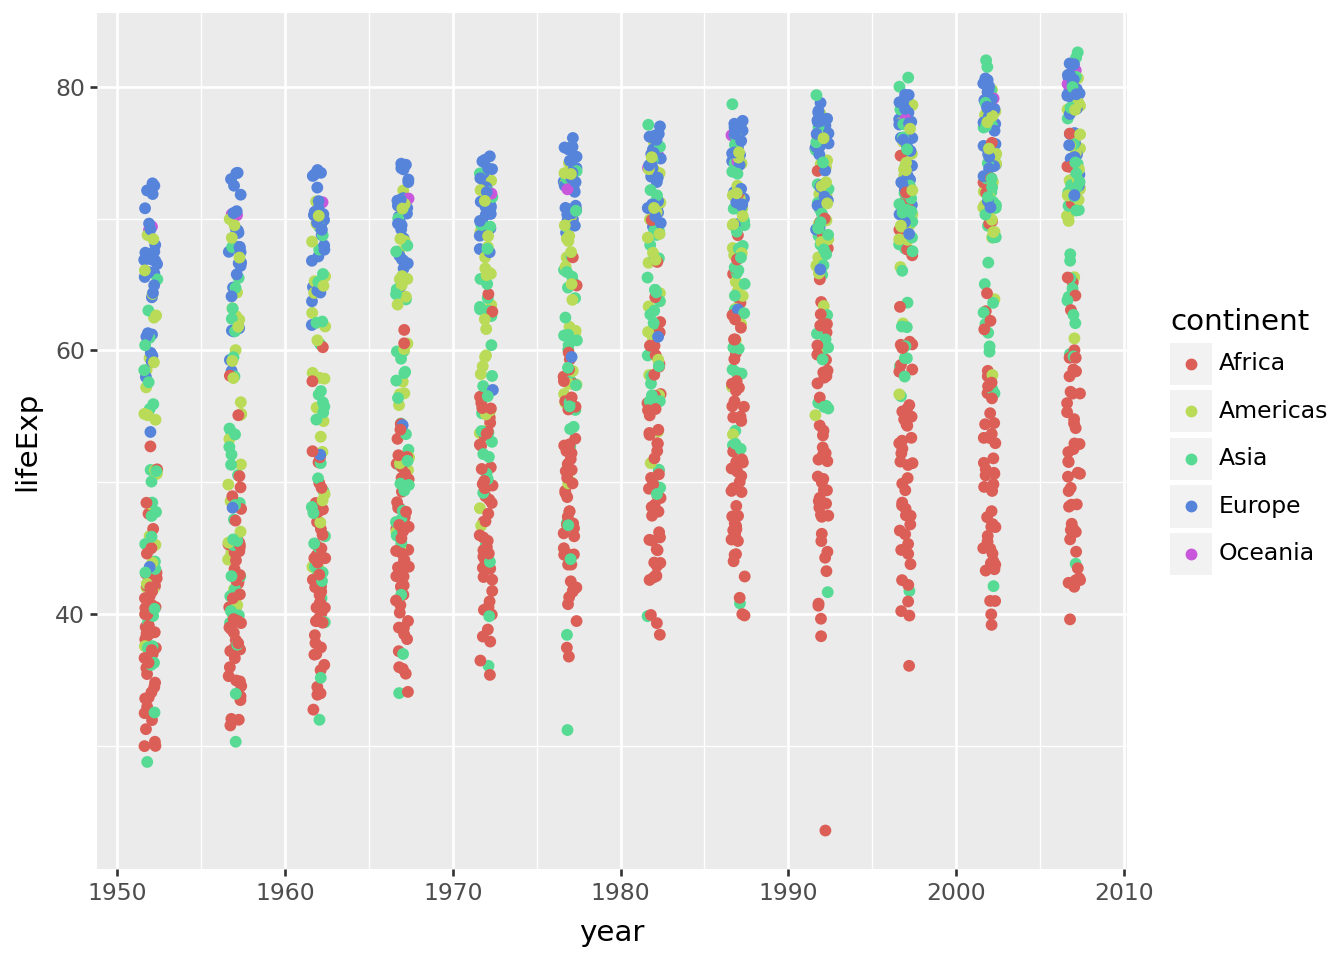 80
60
40
lifeExp
1950 1960 1970 1980 1990 2000 2010
year
continent
Africa
Americas
Asia
Europe
Oceania